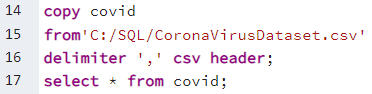 14 copy covid
15 from'C:/SQL/CoronaVirusDataset.csv'
16 delimiter ',' csv header;
17 select * from covid;